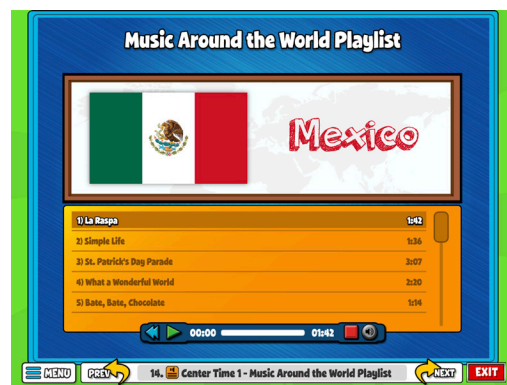 Music Around the World Playlist
Mexico
1) La Raspa 1:42
2) Simple Life 1:36
3) St. Patrick's Day Parade 3:07
4) What a Wonderful World 2:20
5) Bate, Bate, Chocolate 1:14
00:00 01:42
MENU PREV 14. Center Time 1 - Music Around the World Playlist NEXT EXIT